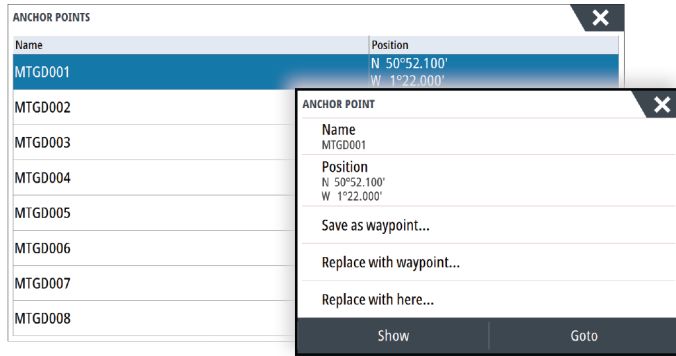 ANCHOR POINTS
Name Position
MTGD001 N 50°52.100'
W 1°22.000'
MTGD002
MTGD003
MTGD004
MTGD005
MTGD006
MTGD007
MTGD008
ANCHOR POINT
Name
MTGD001
Position
N 50°52.100'
W 1°22.000'
Save as waypoint...
Replace with waypoint...
Replace with here...
Show Goto